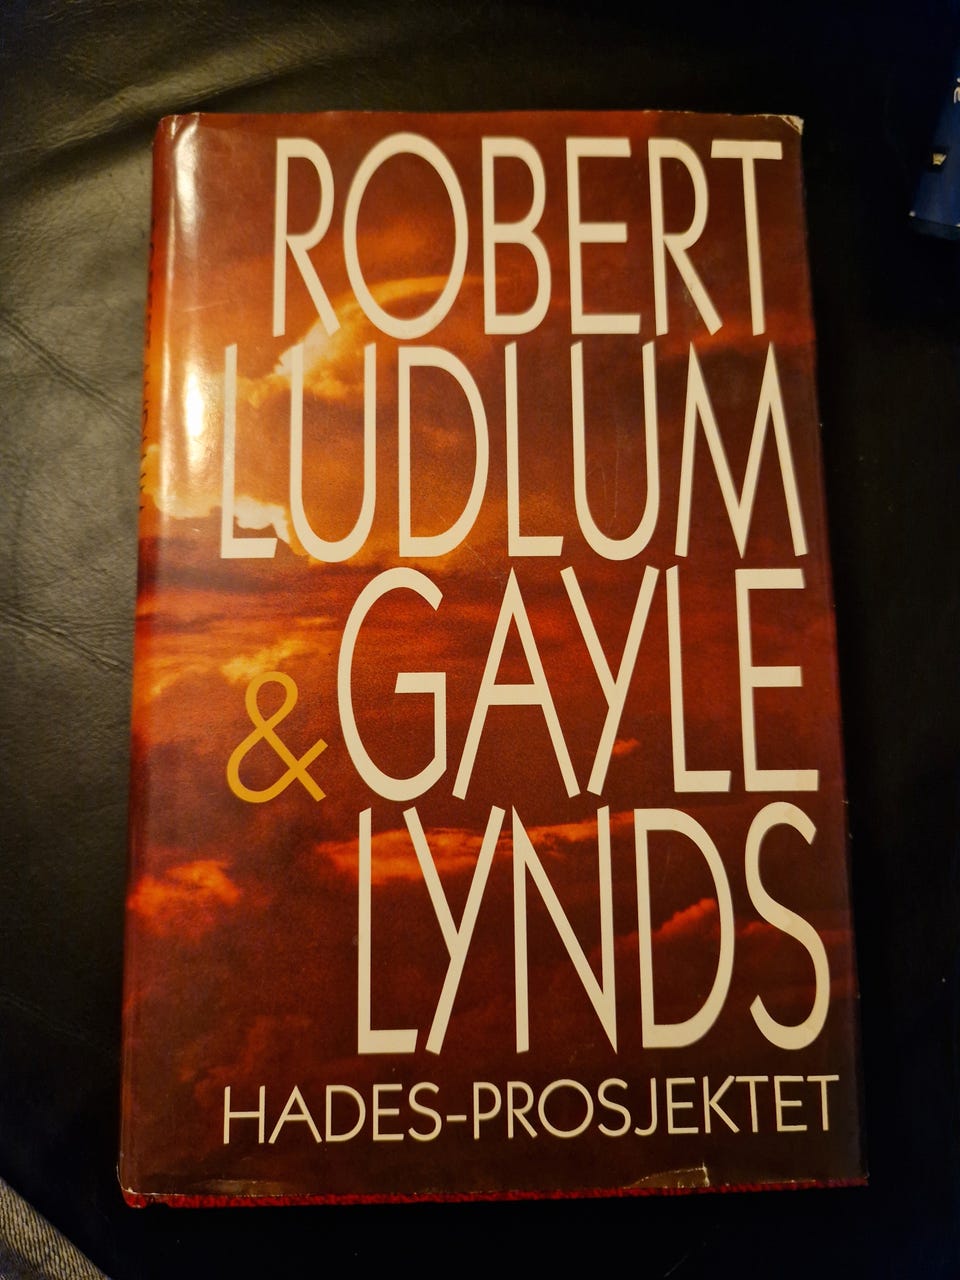 ROBERT
LUDLUM
& GAYLE
LYNDS
HADES-PROSJEKTET